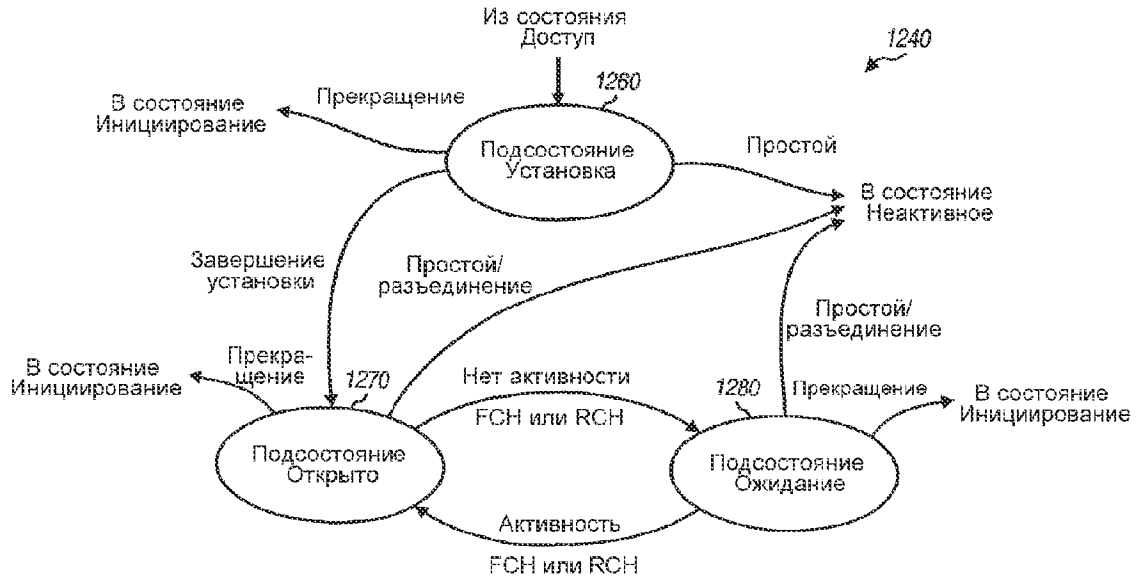 Из состояния
Доступ
1240
1260
Прекращение
В состояние
Инициирование
Подсостояние
Установка
Простой
В состояние
Неактивное
Завершение
установки
Простой/
разъединение
Простой/
разъединение
В состояние
Инициирование
Прекра-
щение
1270
Нет активности
FCH или RCH
1280
Прекращение
В состояние
Инициирование
Подсостояние
Открыто
Подсостояние
Ожидание
Активность
FCH или RCH